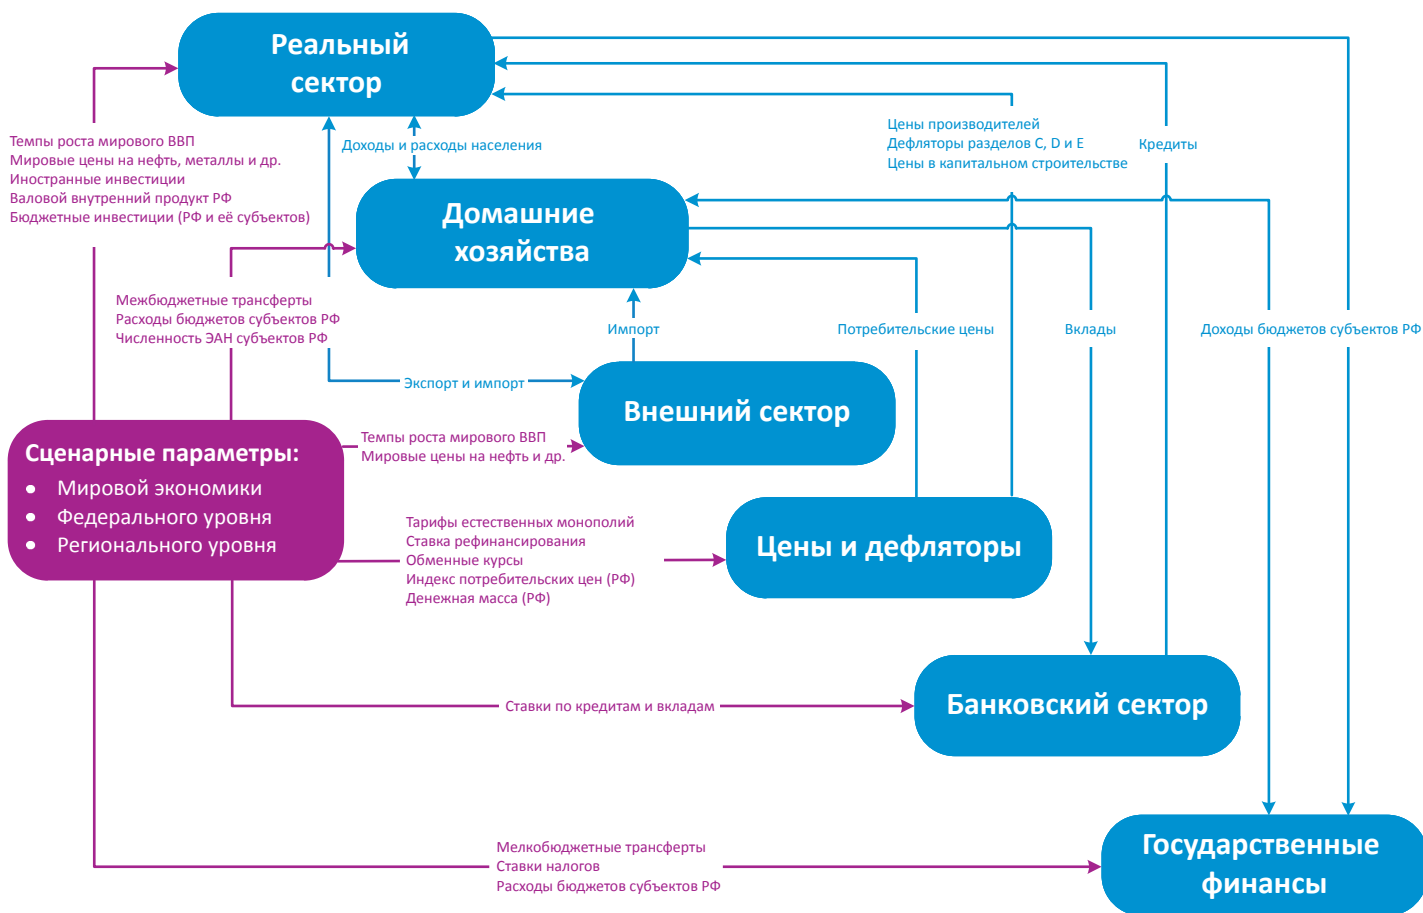 Реальный
сектор
Темпы роста мирового ВВП
Мировые цены на нефть, металлы и др.
Иностранные инвестиции
Валовой внутренний продукт РФ
Бюджетные инвестиции (РФ и её субъектов)
Доходы и расходы населения
Цены производителей
Дефляторы разделов C, D и E
Цены в капитальном строительстве
Кредиты
Домашние
хозяйства
Межбюджетные трансферты
Расходы бюджетов субъектов РФ
Численность ЭАН субъектов РФ
Импорт
Потребительские цены
Вклады
Доходы бюджетов субъектов РФ
Экспорт и импорт
Внешний сектор
Сценарные параметры:
• Мировой экономики
• Федерального уровня
• Регионального уровня
Темпы роста мирового ВВП
Мировые цены на нефть и др.
Тарифы естественных монополий
Ставка рефинансирования
Обменные курсы
Индекс потребительских цен (РФ)
Денежная масса (РФ)
Цены и дефляторы
Ставки по кредитам и вкладам
Банковский сектор
Мелкобюджетные трансферты
Ставки налогов
Расходы бюджетов субъектов РФ
Государственные
финансы